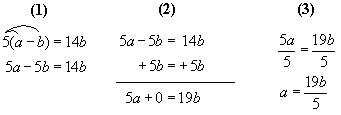 (1) (2) (3)
5(a – b) = 14b
5a – 5b = 14b
5a – 5b = 14b
+ 5b = + 5b
5a + 0 = 19b
5a/5 = 19b/5
a = 19b/5